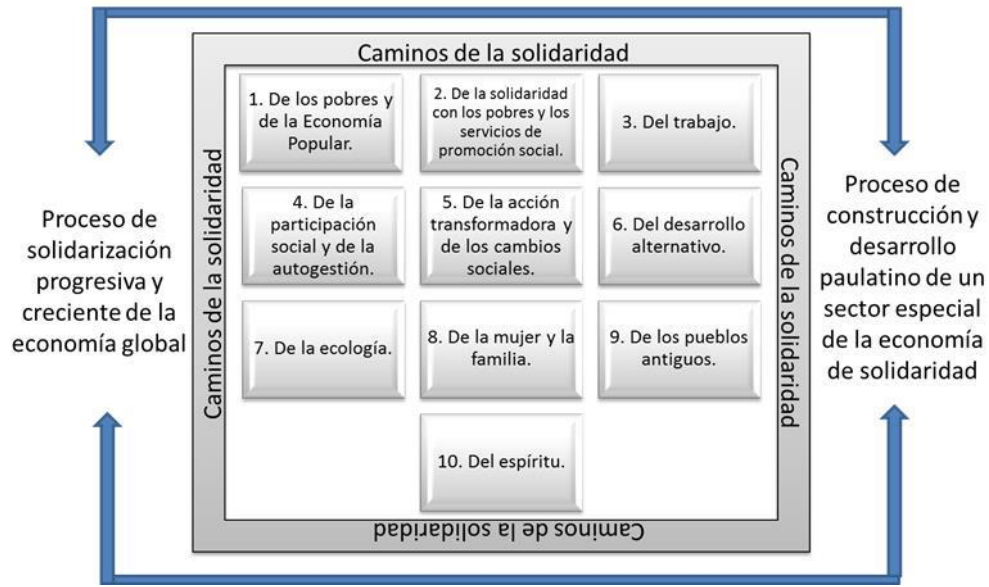 Caminos de la solidaridad
Proceso de
solidarización
progresiva y
creciente de la
economía global
Caminos de la solidaridad
1. De los pobres y
de la Economía
Popular.
2. De la solidaridad
con los pobres y los
servicios de
promoción social.
3. Del trabajo.
4. De la
participación
social y de la
autogestión.
5. De la acción
transformadora y
de los cambios
sociales.
6. Del desarrollo
alternativo.
7. De la ecología.
8. De la mujer y la
familia.
9. De los pueblos
antiguos.
10. Del espíritu.
Caminos de la solidaridad
Proceso de
construcción y
desarrollo
paulatino de un
sector especial
de la economía
de solidaridad
Caminos de la solidaridad